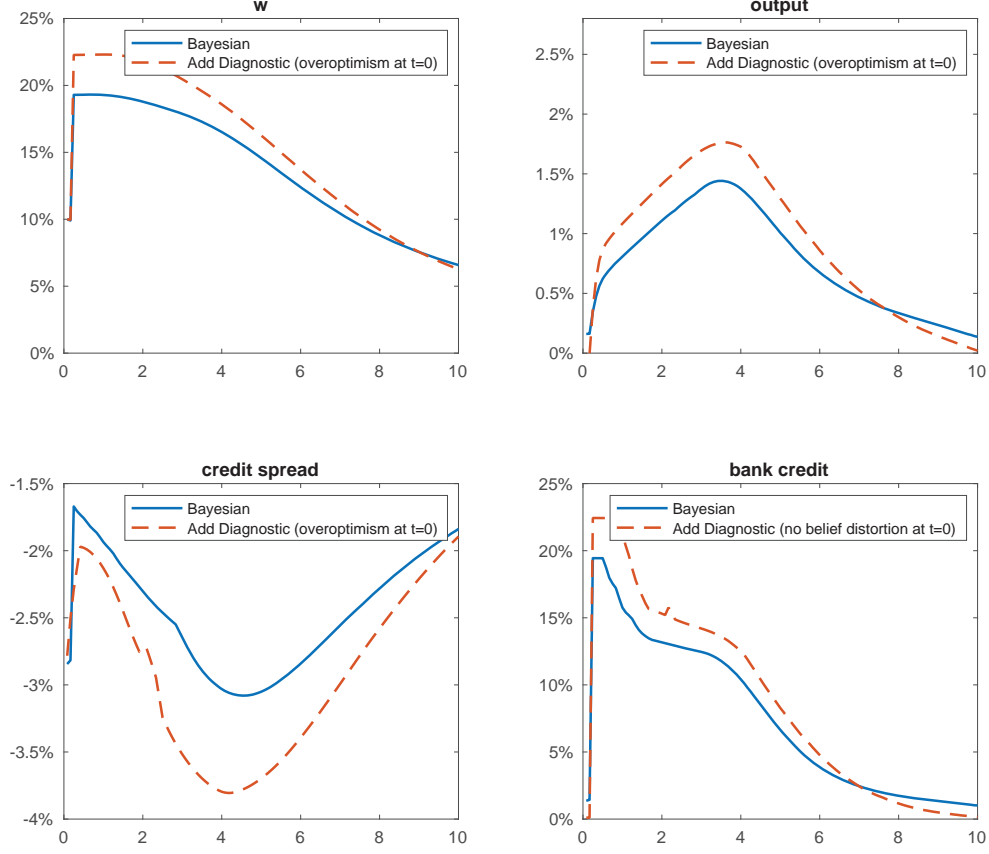 w
25%
20%
15%
10%
5%
0%
0 2 4 6 8 10
Bayesian
Add Diagnostic (overoptimism at t=0)
output
2.5%
2%
1.5%
1%
0.5%
0%
0 2 4 6 8 10
Bayesian
Add Diagnostic (overoptimism at t=0)
credit spread
-1.5%
-2%
-2.5%
-3%
-3.5%
-4%
0 2 4 6 8 10
Bayesian
Add Diagnostic (overoptimism at t=0)
bank credit
25%
20%
15%
10%
5%
0%
0 2 4 6 8 10
Bayesian
Add Diagnostic (no belief distortion at t=0)